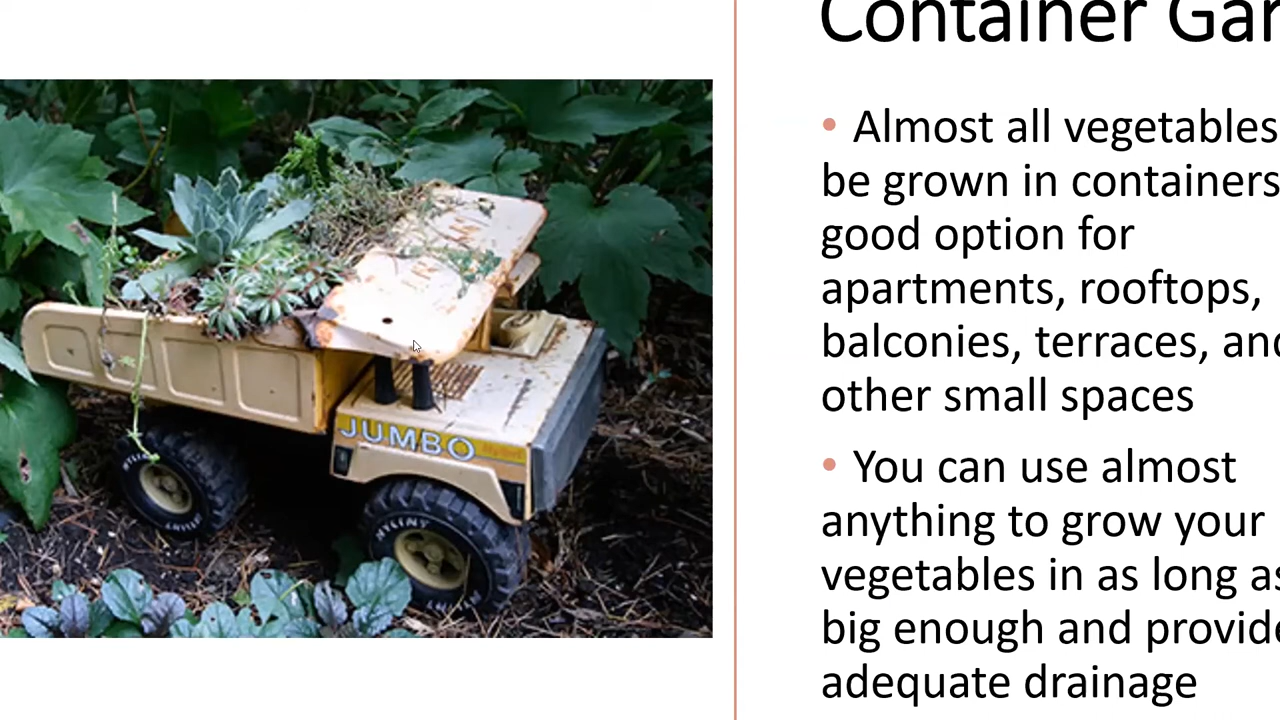 Container Gar
• Almost all vegetables
be grown in containers
good option for
apartments, rooftops,
balconies, terraces, and
other small spaces
• You can use almost
anything to grow your
vegetables in as long as
big enough and provide
adequate drainage
JUMBO
NYLINT